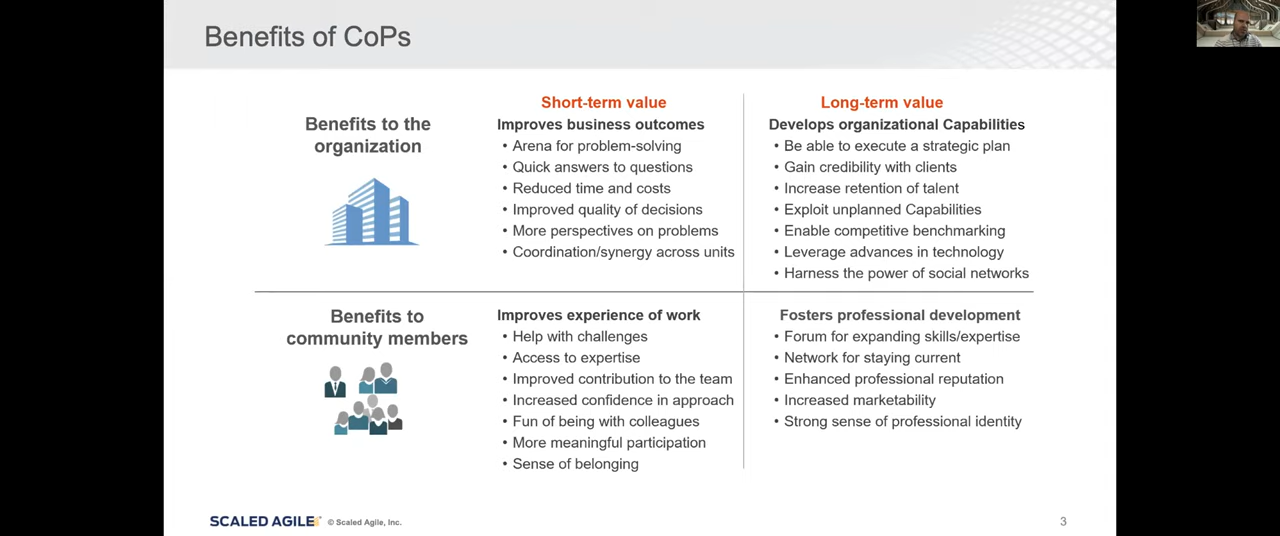 Benefits of CoPs
Benefits to the
organization
Short-term value
Improves business outcomes
• Arena for problem-solving
• Quick answers to questions
• Reduced time and costs
• Improved quality of decisions
• More perspectives on problems
• Coordination/synergy across units
Long-term value
Develops organizational Capabilities
• Be able to execute a strategic plan
• Gain credibility with clients
• Increase retention of talent
• Exploit unplanned Capabilities
• Enable competitive benchmarking
• Leverage advances in technology
• Harness the power of social networks
Benefits to
community members
Improves experience of work
• Help with challenges
• Access to expertise
• Improved contribution to the team
• Increased confidence in approach
• Fun of being with colleagues
• More meaningful participation
• Sense of belonging
Fosters professional development
• Forum for expanding skills/expertise
• Network for staying current
• Enhanced professional reputation
• Increased marketability
• Strong sense of professional identity
SCALED AGILE © Scaled Agile, Inc.
3